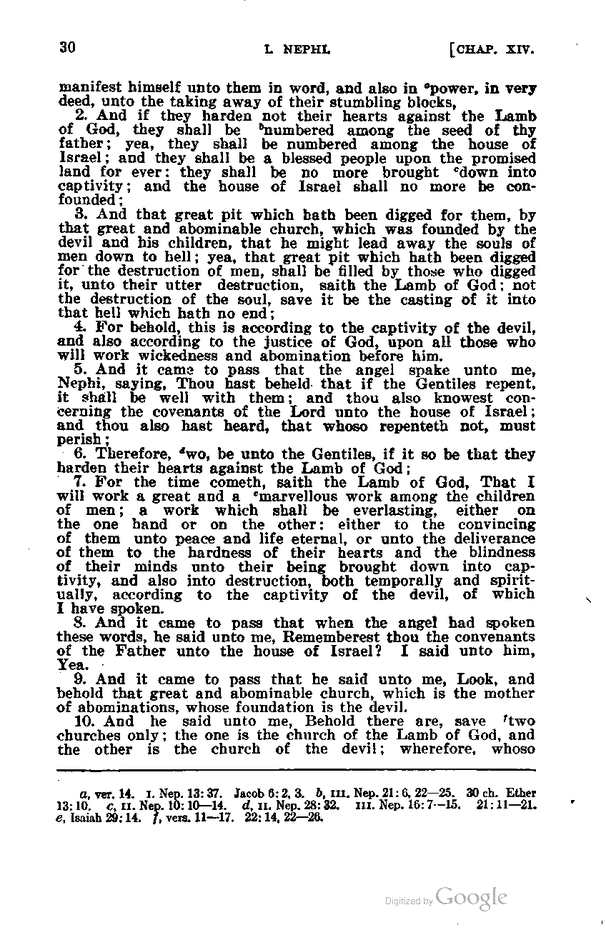 30 I. NEPHI. [CHAP. XIV.
manifest himself unto them in word, and also in ᵃpower, in very
deed, unto the taking away of their stumbling blocks,
2. And if they harden not their hearts against the Lamb
of God, they shall be ᵇnumbered among the seed of thy
father; yea, they shall be numbered among the house of
Israel; and they shall be a blessed people upon the promised
land for ever: they shall be no more brought ᶜdown into
captivity; and the house of Israel shall no more be con-
founded;
3. And that great pit which hath been digged for them, by
that great and abominable church, which was founded by the
devil and his children, that he might lead away the souls of
men down to hell; yea, that great pit which hath been digged
for the destruction of men, shall be filled by those who digged
it, unto their utter destruction, saith the Lamb of God: not
the destruction of the soul, save it be the casting of it into
that hell which hath no end;
4. For behold, this is according to the captivity of the devil,
and also according to the justice of God, upon all those who
will work wickedness and abomination before him.
5. And it came to pass that the angel spake unto me,
Nephi, saying, Thou hast beheld that if the Gentiles repent,
it shall be well with them; and thou also knowest con-
cerning the covenants of the Lord unto the house of Israel;
and thou also hast heard, that whoso repenteth not, must
perish;
6. Therefore, ᵈwo, be unto the Gentiles, if it so be that they
harden their hearts against the Lamb of God;
7. For the time cometh, saith the Lamb of God, That I
will work a great and a ᵉmarvellous work among the children
of men; a work which shall be everlasting, either on
the one hand or on the other: either to the convincing
of them unto peace and life eternal, or unto the deliverance
of them to the hardness of their hearts and the blindness
of their minds unto their being brought down into cap-
tivity, and also into destruction, both temporally and spirit-
ually, according to the captivity of the devil, of which
I have spoken.
8. And it came to pass that when the angel had spoken
these words, he said unto me, Rememberest thou the convenants
of the Father unto the house of Israel? I said unto him,
Yea.
9. And it came to pass that he said unto me, Look, and
behold that great and abominable church, which is the mother
of abominations, whose foundation is the devil.
10. And he said unto me, Behold there are, save ᶠtwo
churches only; the one is the church of the Lamb of God, and
the other is the church of the devil; wherefore, whoso
a, ver. 14. I. Nep. 13: 37. Jacob 6: 2, 3. b, III. Nep. 21: 6, 22—25. 30 ch. Ether
13: 10. c, II. Nep. 10: 10—14. d, II. Nep. 28: 32. III. Nep. 16: 7—15. 21: 11—21.
e, Isaiah 29: 14. f, vers. 11—17. 22: 14, 22—26.
Digitized by Google